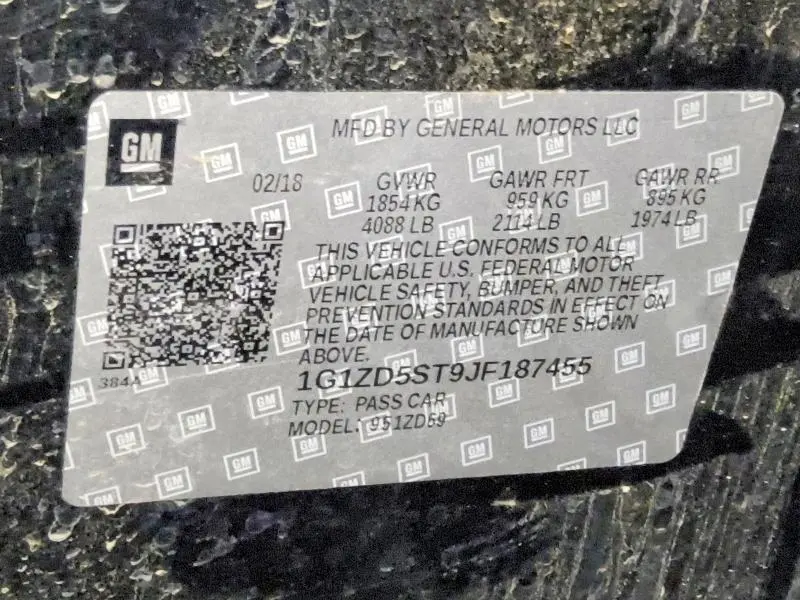 GM
MFD BY GENERAL MOTORS LLC
02/18 GVWR GAWR FRT GAWR RR
1854 KG 959 KG 895 KG
4088 LB 2114 LB 1974 LB
THIS VEHICLE CONFORMS TO ALL
APPLICABLE U.S. FEDERAL MOTOR
VEHICLE SAFETY, BUMPER, AND THEFT
PREVENTION STANDARDS IN EFFECT ON
THE DATE OF MANUFACTURE SHOWN
ABOVE.
384A
1G1ZD5ST9JF187455
TYPE: PASS CAR
MODEL: 951ZD69